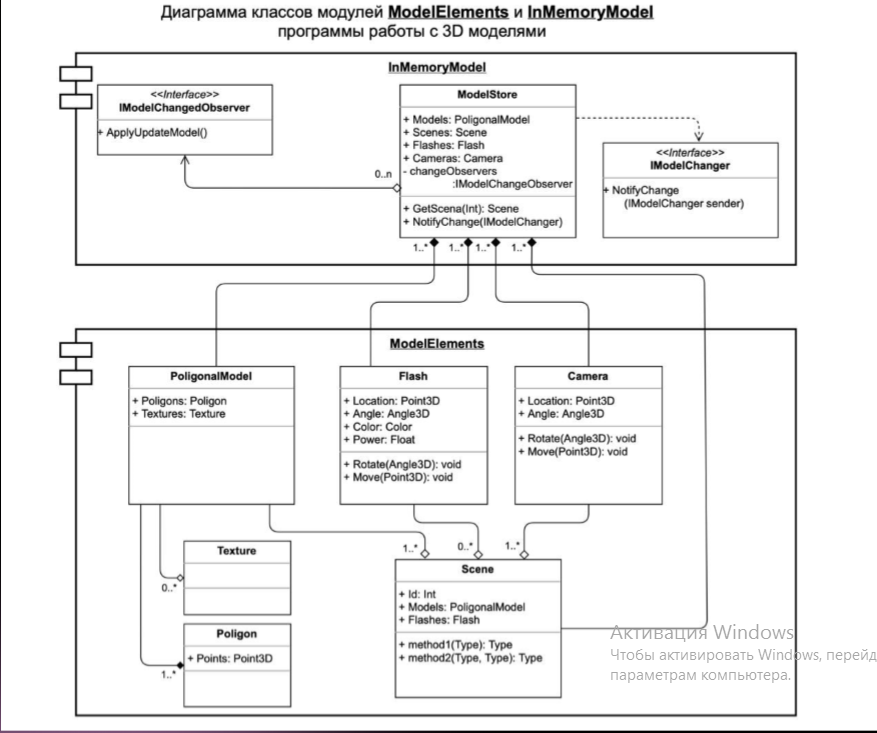 Диаграмма классов модулей ModelElements и InMemoryModel
программы работы с 3D моделями
InMemoryModel
<<Interface>>
IModelChangedObserver
+ ApplyUpdateModel()
ModelStore
+ Models: PoligonalModel
+ Scenes: Scene
+ Flashes: Flash
+ Cameras: Camera
- changeObservers
:IModelChangeObserver
+ GetScena(Int): Scene
+ NotifyChange(IModelChanger)
<<Interface>>
IModelChanger
+ NotifyChange
(IModelChanger sender)
0..n
1..* 1..* 1..* 1..*
ModelElements
PoligonalModel
+ Poligons: Poligon
+ Textures: Texture
Flash
+ Location: Point3D
+ Angle: Angle3D
+ Color: Color
+ Power: Float
+ Rotate(Angle3D): void
+ Move(Point3D): void
Camera
+ Location: Point3D
+ Angle: Angle3D
+ Rotate(Angle3D): void
+ Move(Point3D): void
Texture
0..*
Poligon
+ Points: Point3D
1..*
1..* 0..* 1..*
Scene
+ Id: Int
+ Models: PoligonalModel
+ Flashes: Flash
+ method1(Type): Type
+ method2(Type, Type): Type
Активация Windows
Чтобы активировать Windows, перейд
параметрам компьютера.